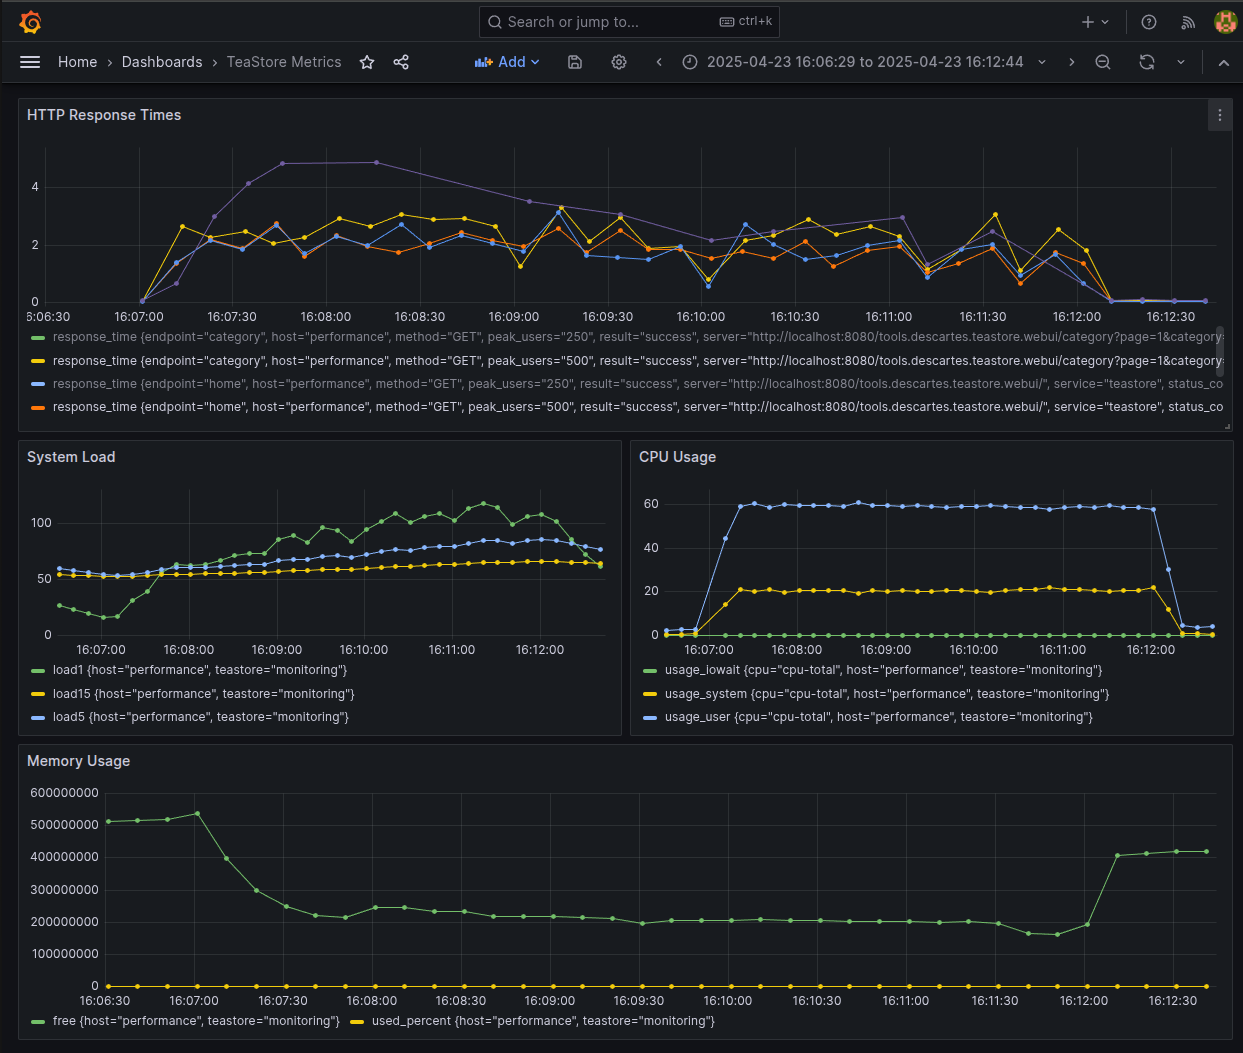 Search or jump to...
ctrl+k
Home › Dashboards › TeaStore Metrics
Add
2025-04-23 16:06:29 to 2025-04-23 16:12:44
HTTP Response Times
4
2
0
6:06:30 16:07:00 16:07:30 16:08:00 16:08:30 16:09:00 16:09:30 16:10:00 16:10:30 16:11:00 16:11:30 16:12:00 16:12:30
response_time {endpoint="category", host="performance", method="GET", peak_users="250", result="success", server="http://localhost:8080/tools.descartes.teastore.webui/category?page=1&category
response_time {endpoint="category", host="performance", method="GET", peak_users="500", result="success", server="http://localhost:8080/tools.descartes.teastore.webui/category?page=1&category
response_time {endpoint="home", host="performance", method="GET", peak_users="250", result="success", server="http://localhost:8080/tools.descartes.teastore.webui/", service="teastore", status_co
response_time {endpoint="home", host="performance", method="GET", peak_users="500", result="success", server="http://localhost:8080/tools.descartes.teastore.webui/", service="teastore", status_co
System Load
100
50
0
16:07:00 16:08:00 16:09:00 16:10:00 16:11:00 16:12:00
load1 {host="performance", teastore="monitoring"}
load15 {host="performance", teastore="monitoring"}
load5 {host="performance", teastore="monitoring"}
CPU Usage
60
40
20
0
16:07:00 16:08:00 16:09:00 16:10:00 16:11:00 16:12:00
usage_iowait {cpu="cpu-total", host="performance", teastore="monitoring"}
usage_system {cpu="cpu-total", host="performance", teastore="monitoring"}
usage_user {cpu="cpu-total", host="performance", teastore="monitoring"}
Memory Usage
600000000
500000000
400000000
300000000
200000000
100000000
0
16:06:30 16:07:00 16:07:30 16:08:00 16:08:30 16:09:00 16:09:30 16:10:00 16:10:30 16:11:00 16:11:30 16:12:00 16:12:30
free {host="performance", teastore="monitoring"} used_percent {host="performance", teastore="monitoring"}